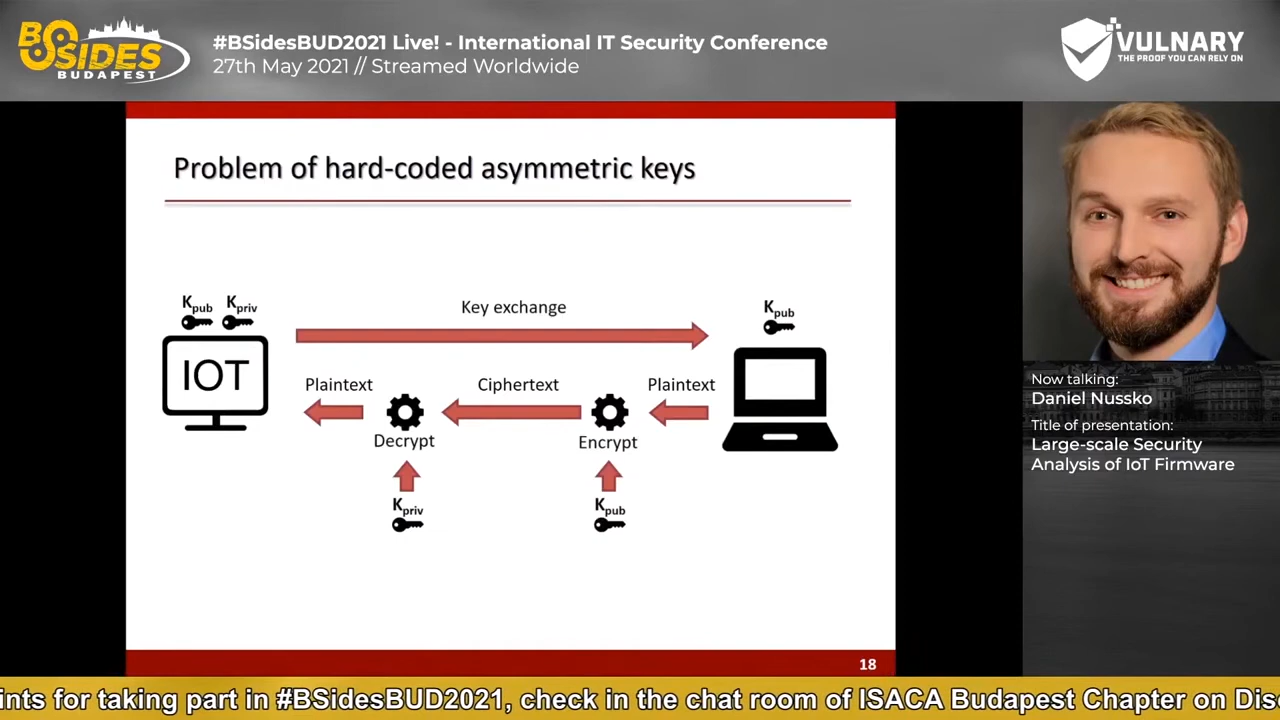 BSIDES
BUDAPEST
#BSidesBUD2021 Live! - International IT Security Conference
27th May 2021 // Streamed Worldwide
VULNARY
THE PROOF YOU CAN RELY ON
Problem of hard-coded asymmetric keys
Kpub Kpriv
Key exchange
Kpub
IOT
Plaintext
Ciphertext
Plaintext
Decrypt
Encrypt
Kpriv
Kpub
18
Now talking:
Daniel Nussko
Title of presentation:
Large-scale Security
Analysis of IoT Firmware
ints for taking part in #BSidesBUD2021, check in the chat room of ISACA Budapest Chapter on Dis